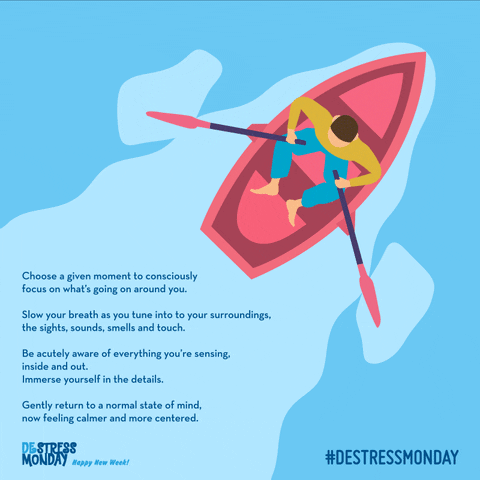 Choose a given moment to consciously
focus on what's going on around you.
Slow your breath as you tune into to your surroundings,
the sights, sounds, smells and touch.
Be acutely aware of everything you're sensing,
inside and out.
Immerse yourself in the details.
Gently return to a normal state of mind,
now feeling calmer and more centered.
DESTRESS
MONDAY Happy New Week!
#DESTRESSMONDAY